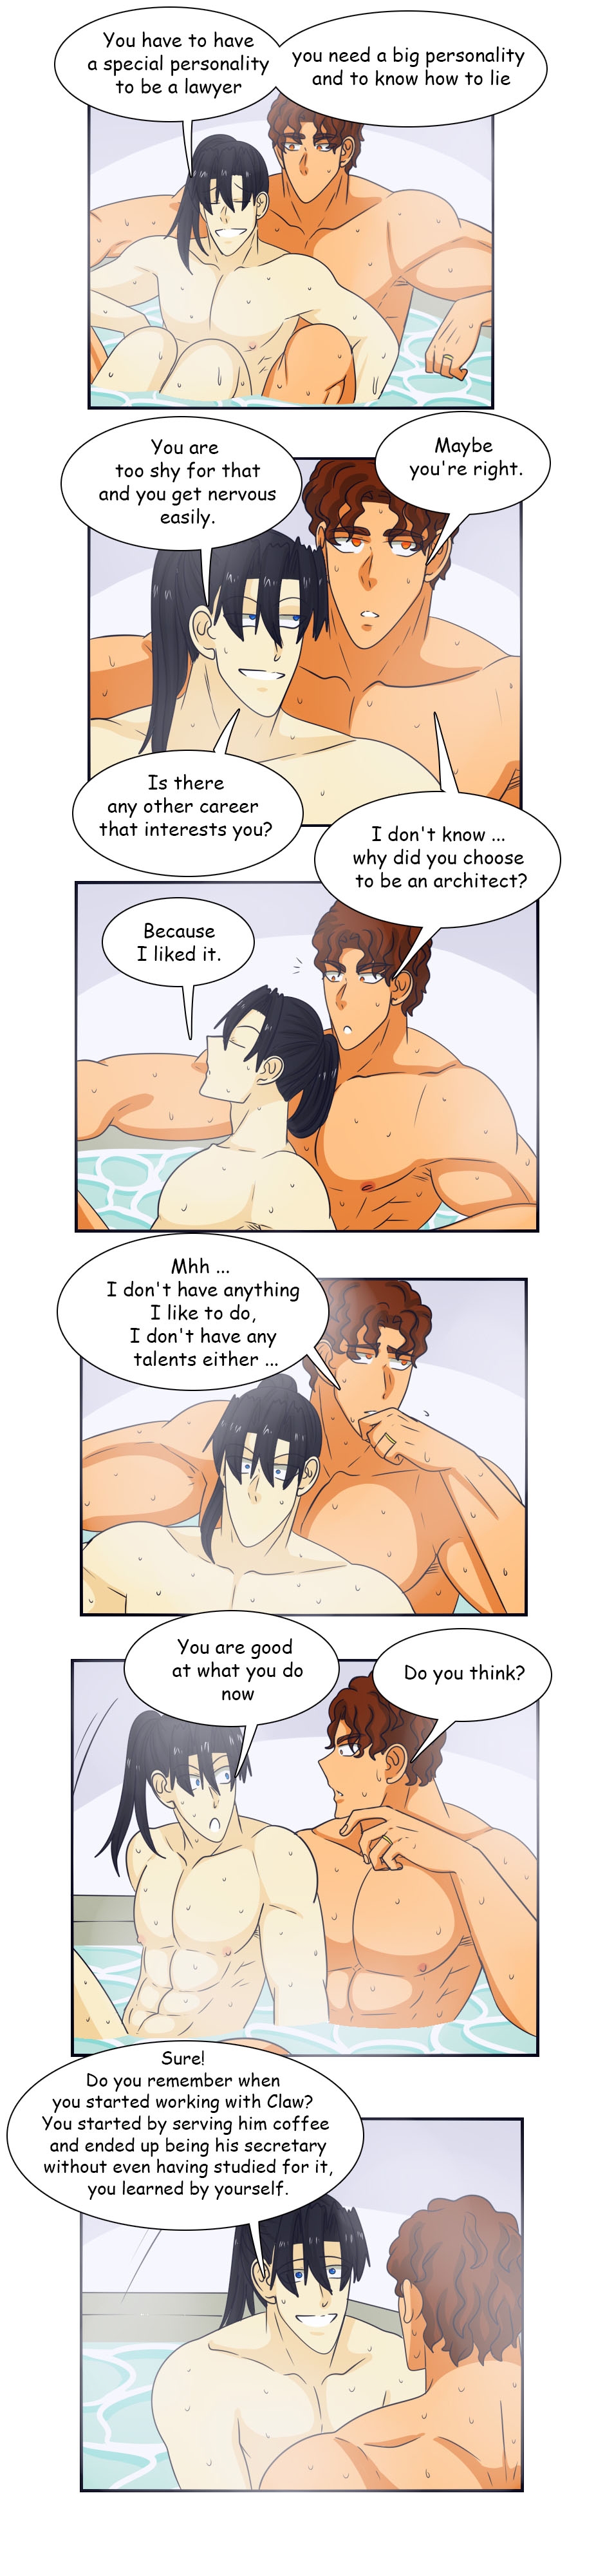 You have to have
a special personality
to be a lawyer
you need a big personality
and to know how to lie
You are
too shy for that
and you get nervous
easily.
Maybe
you're right.
Is there
any other career
that interests you?
I don't know ...
why did you choose
to be an architect?
Because
I liked it.
Mhh ...
I don't have anything
I like to do,
I don't have any
talents either ...
You are good
at what you do
now
Do you think?
Sure!
Do you remember when
you started working with Claw?
You started by serving him coffee
and ended up being his secretary
without even having studied for it,
you learned by yourself.